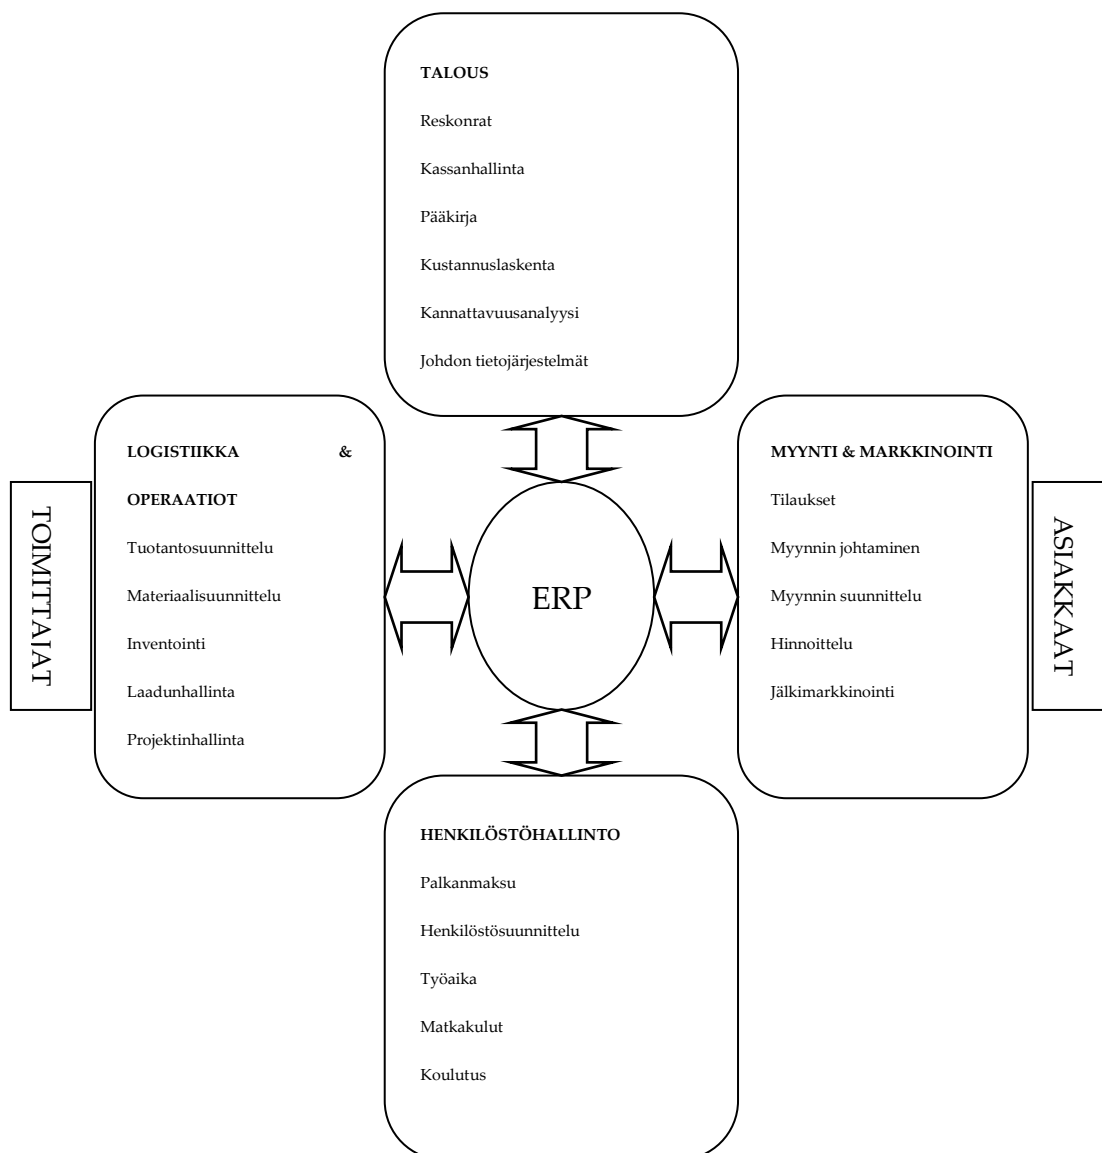 TALOUS
Reskonrat
Kassanhallinta
Pääkirja
Kustannuslaskenta
Kannattavuusanalyysi
Johdon tietojärjestelmät
TOIMITTAJAT
LOGISTIIKKA &
OPERAATIOT
Tuotantosuunnittelu
Materiaalisuunnittelu
Inventointi
Laadunhallinta
Projektinhallinta
ERP
MYYNTI & MARKKINOINTI
Tilaukset
Myynnin johtaminen
Myynnin suunnittelu
Hinnoittelu
Jälkimarkkinointi
ASIAKKAAT
HENKILÖSTÖHALLINTO
Palkanmaksu
Henkilöstösuunnittelu
Työaika
Matkakulut
Koulutus